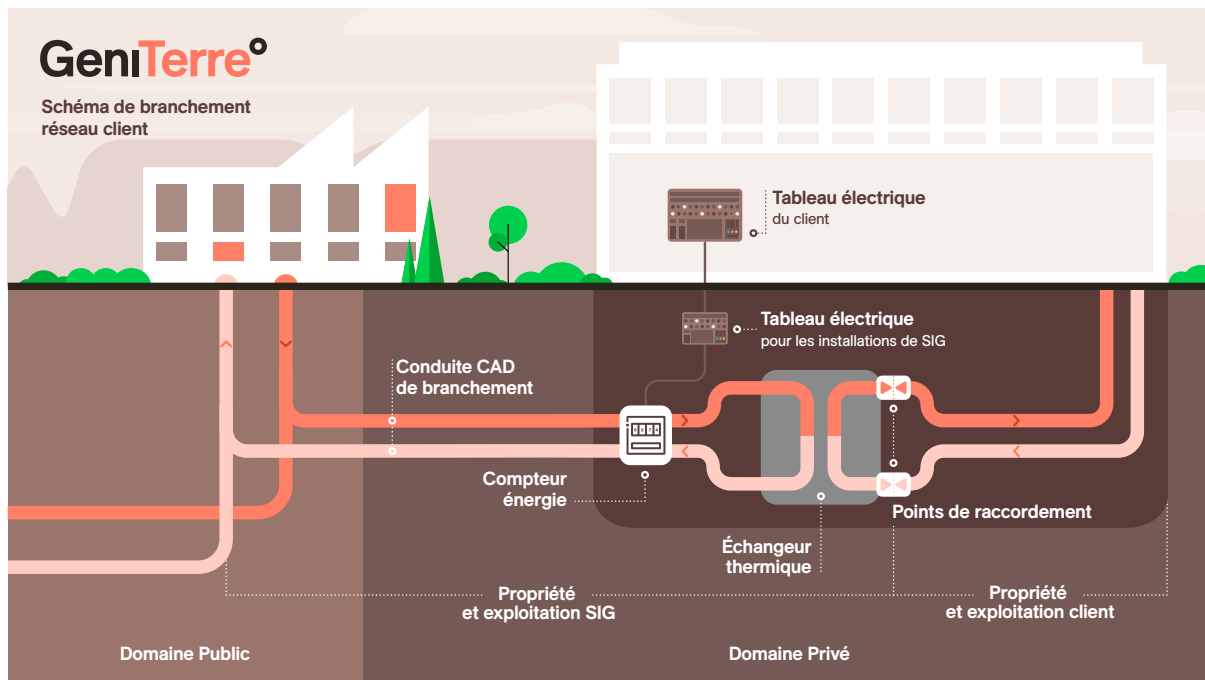 GeniTerre°
Schéma de branchement
réseau client
Tableau électrique
du client
Tableau électrique
pour les installations de SIG
Conduite CAD
de branchement
Compteur
énergie
Points de raccordement
Échangeur
thermique
Propriété
et exploitation SIG
Propriété
et exploitation client
Domaine Public
Domaine Privé